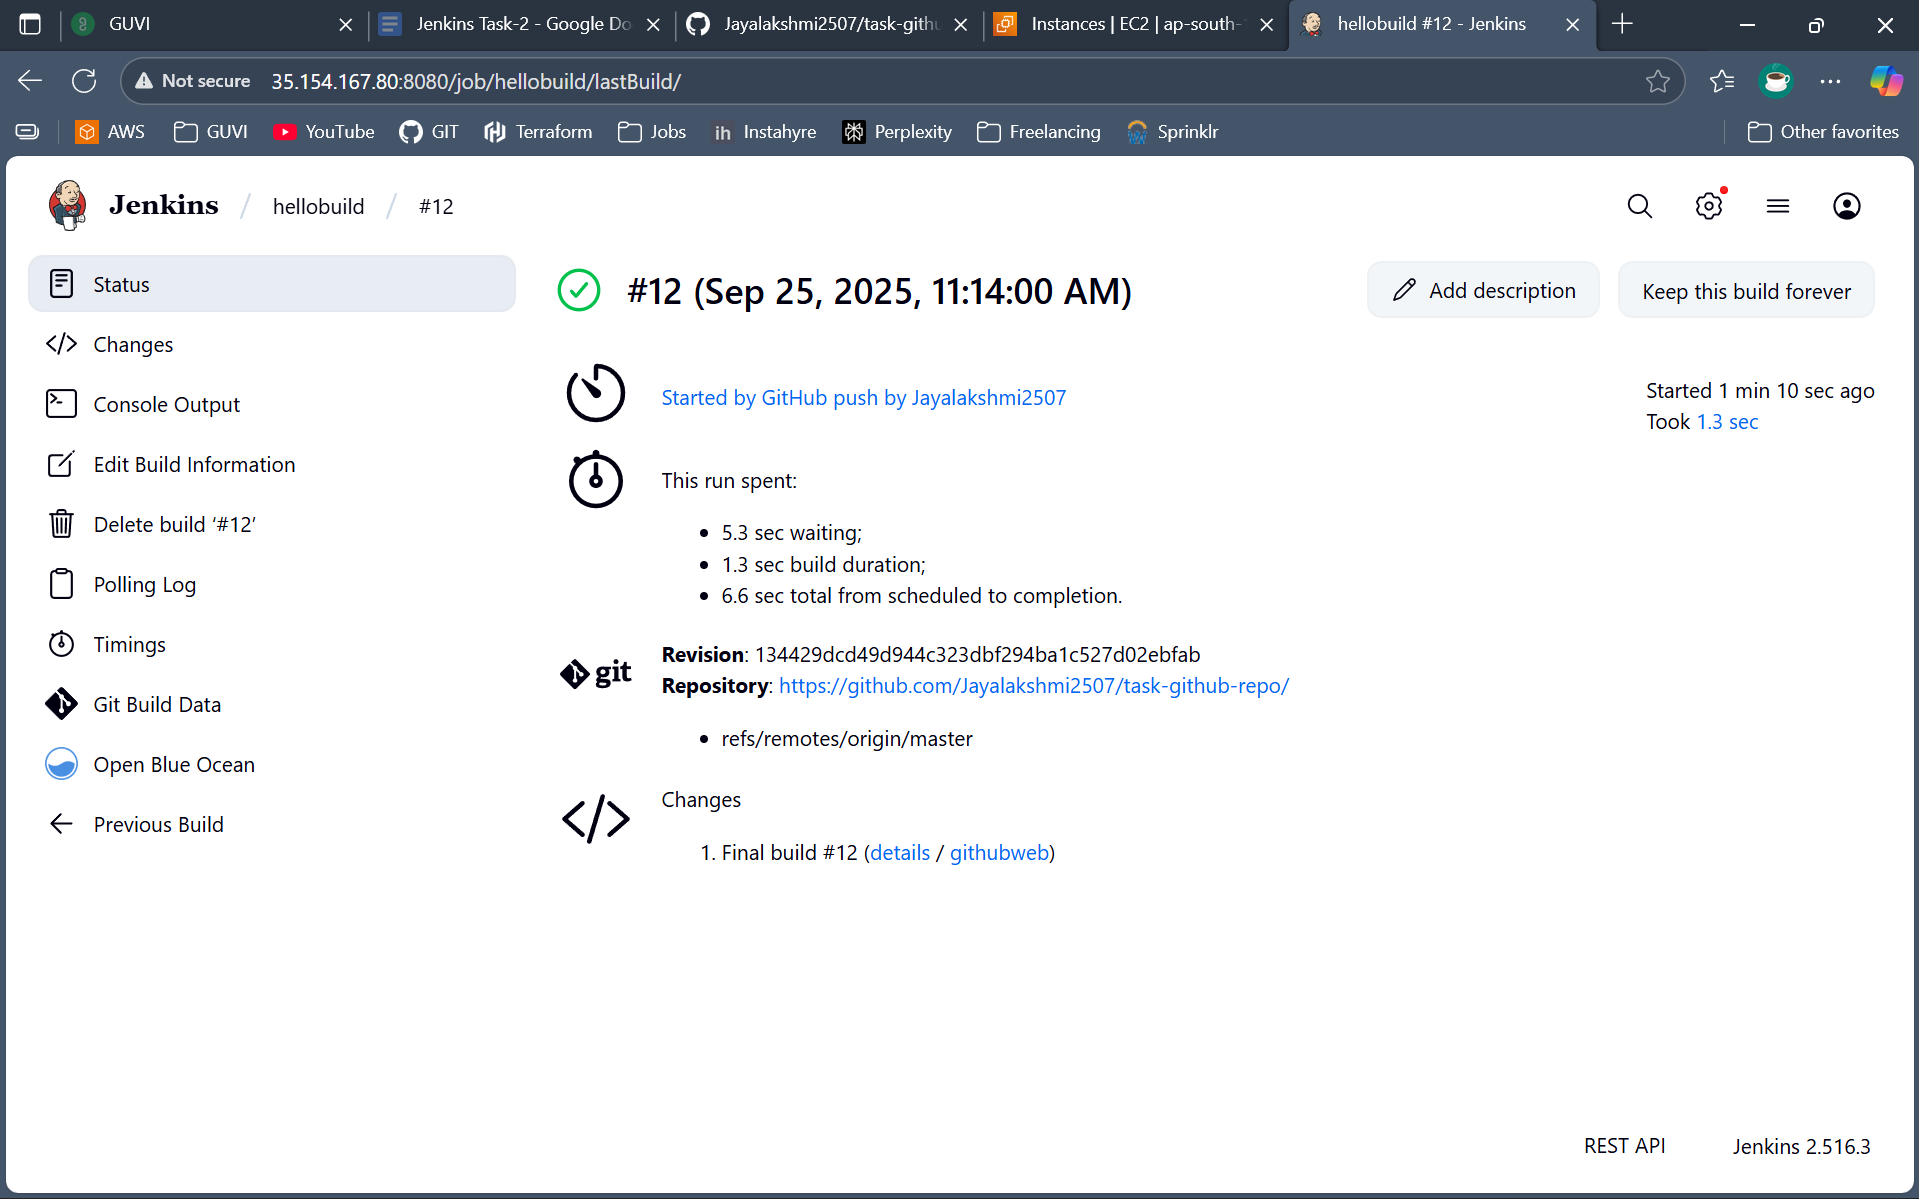 GUVI
Jenkins Task-2 - Google Do
Jayalakshmi2507/task-githu
Instances | EC2 | ap-south-
hellobuild #12 - Jenkins
Not secure 35.154.167.80:8080/job/hellobuild/lastBuild/
AWS GUVI YouTube GIT Terraform Jobs ih Instahyre Perplexity Freelancing Sprinklr Other favorites
Jenkins / hellobuild / #12
Status
Changes
Console Output
Edit Build Information
Delete build ‘#12’
Polling Log
Timings
Git Build Data
Open Blue Ocean
Previous Build
#12 (Sep 25, 2025, 11:14:00 AM)
Add description
Keep this build forever
Started by GitHub push by Jayalakshmi2507
Started 1 min 10 sec ago
Took 1.3 sec
This run spent:
• 5.3 sec waiting;
• 1.3 sec build duration;
• 6.6 sec total from scheduled to completion.
git
Revision: 134429dcd49d944c323dbf294ba1c527d02ebfab
Repository: https://github.com/Jayalakshmi2507/task-github-repo/
• refs/remotes/origin/master
Changes
1. Final build #12 (details / githubweb)
REST API
Jenkins 2.516.3